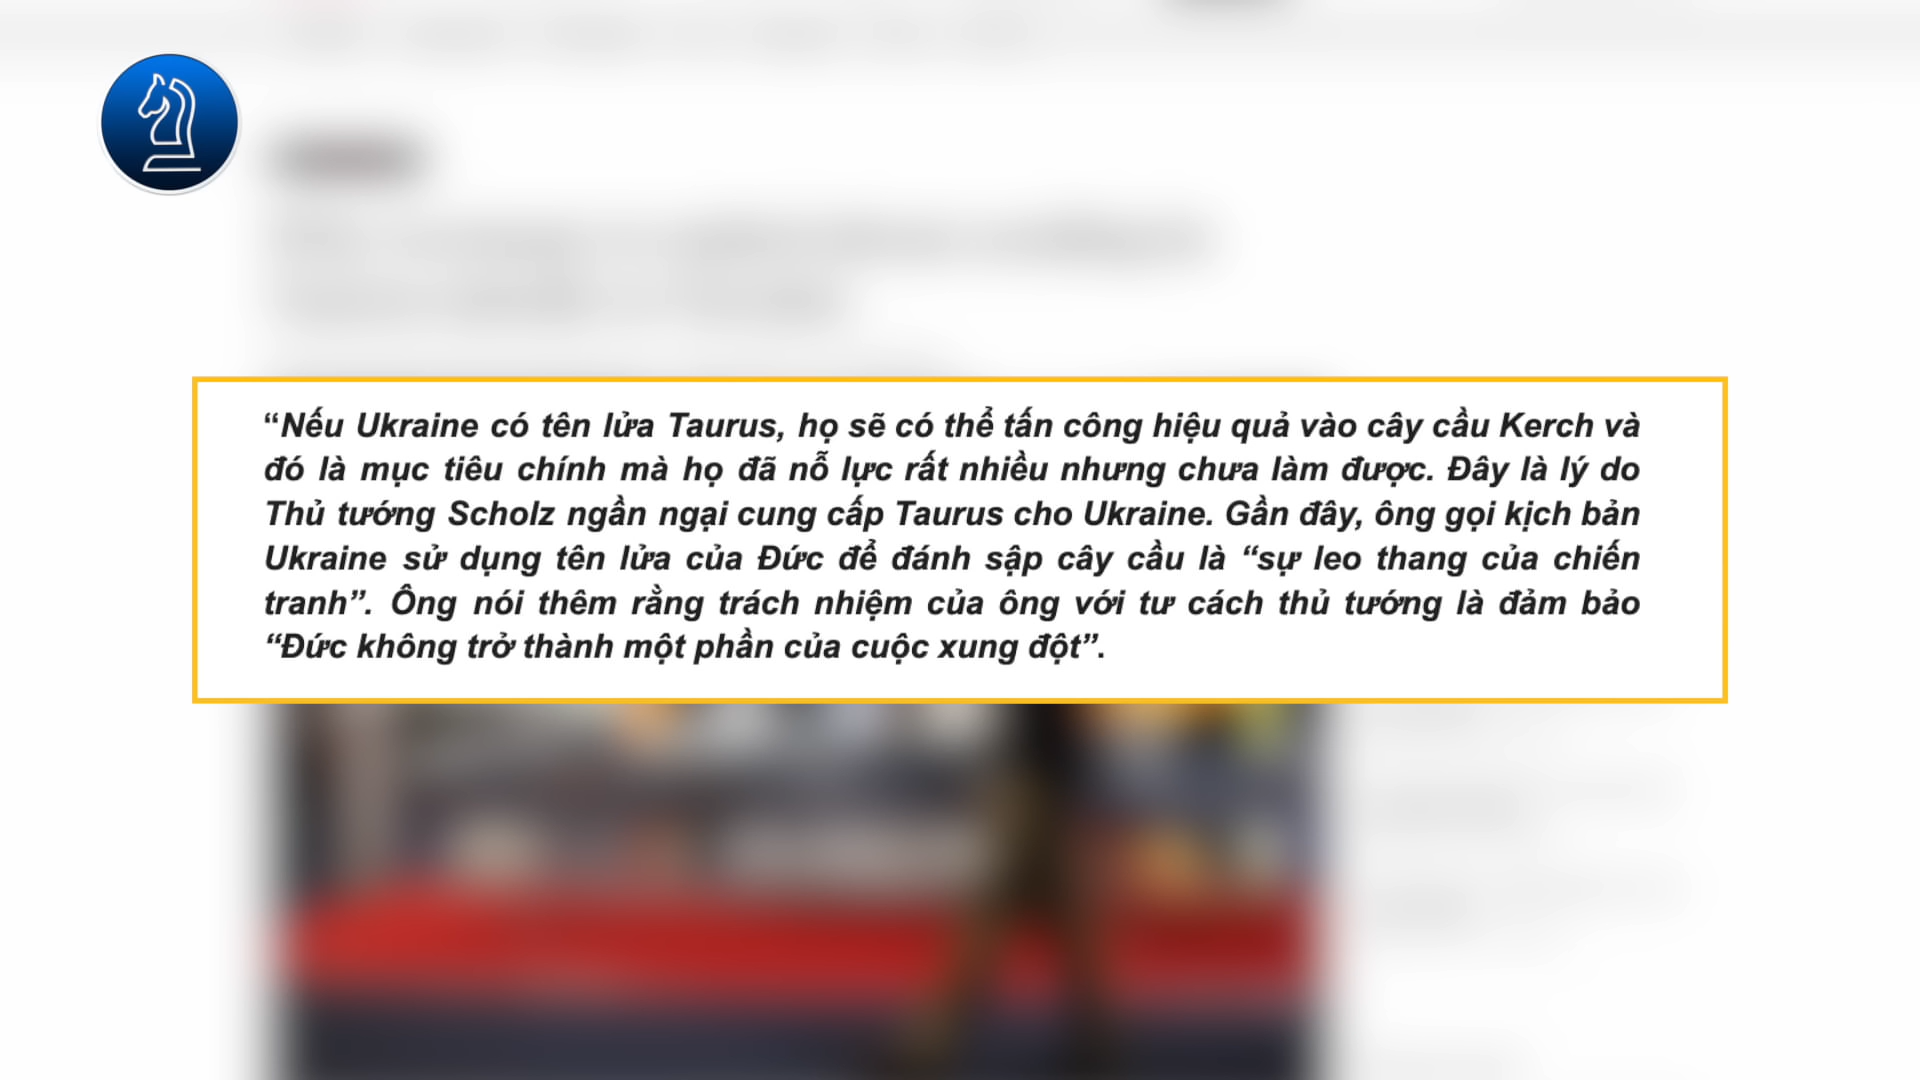 “Nếu Ukraine có tên lửa Taurus, họ sẽ có thể tấn công hiệu quả vào cây cầu Kerch và
đó là mục tiêu chính mà họ đã nỗ lực rất nhiều nhưng chưa làm được. Đây là lý do
Thủ tướng Scholz ngần ngại cung cấp Taurus cho Ukraine. Gần đây, ông gọi kịch bản
Ukraine sử dụng tên lửa của Đức để đánh sập cây cầu là “sự leo thang của chiến
tranh”. Ông nói thêm rằng trách nhiệm của ông với tư cách thủ tướng là đảm bảo
“Đức không trở thành một phần của cuộc xung đột”.